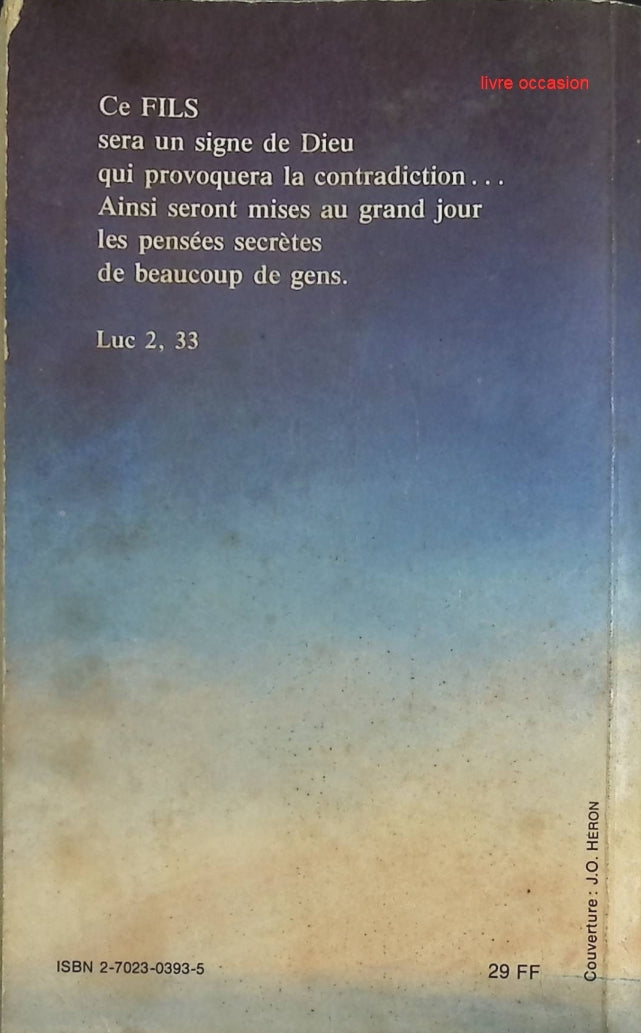 livre occasion
Ce FILS
sera un signe de Dieu
qui provoquera la contradiction...
Ainsi seront mises au grand jour
les pensées secrètes
de beaucoup de gens.
Luc 2, 33
Couverture : J.O. HÉRON
ISBN 2-7023-0393-5
29 FF